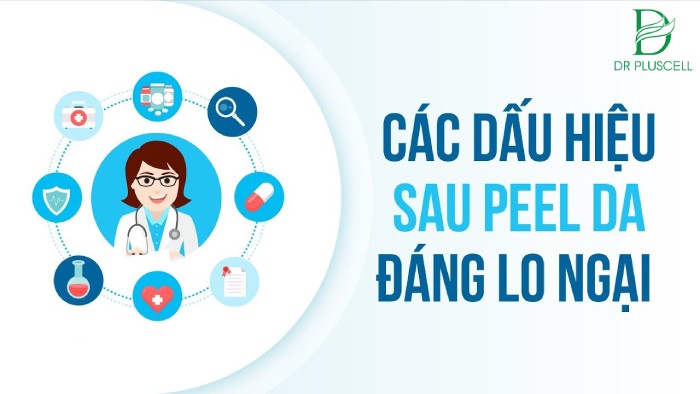 DR PLUSCELL
CÁC DẤU HIỆU
SAU PEEL DA
ĐÁNG LO NGẠI